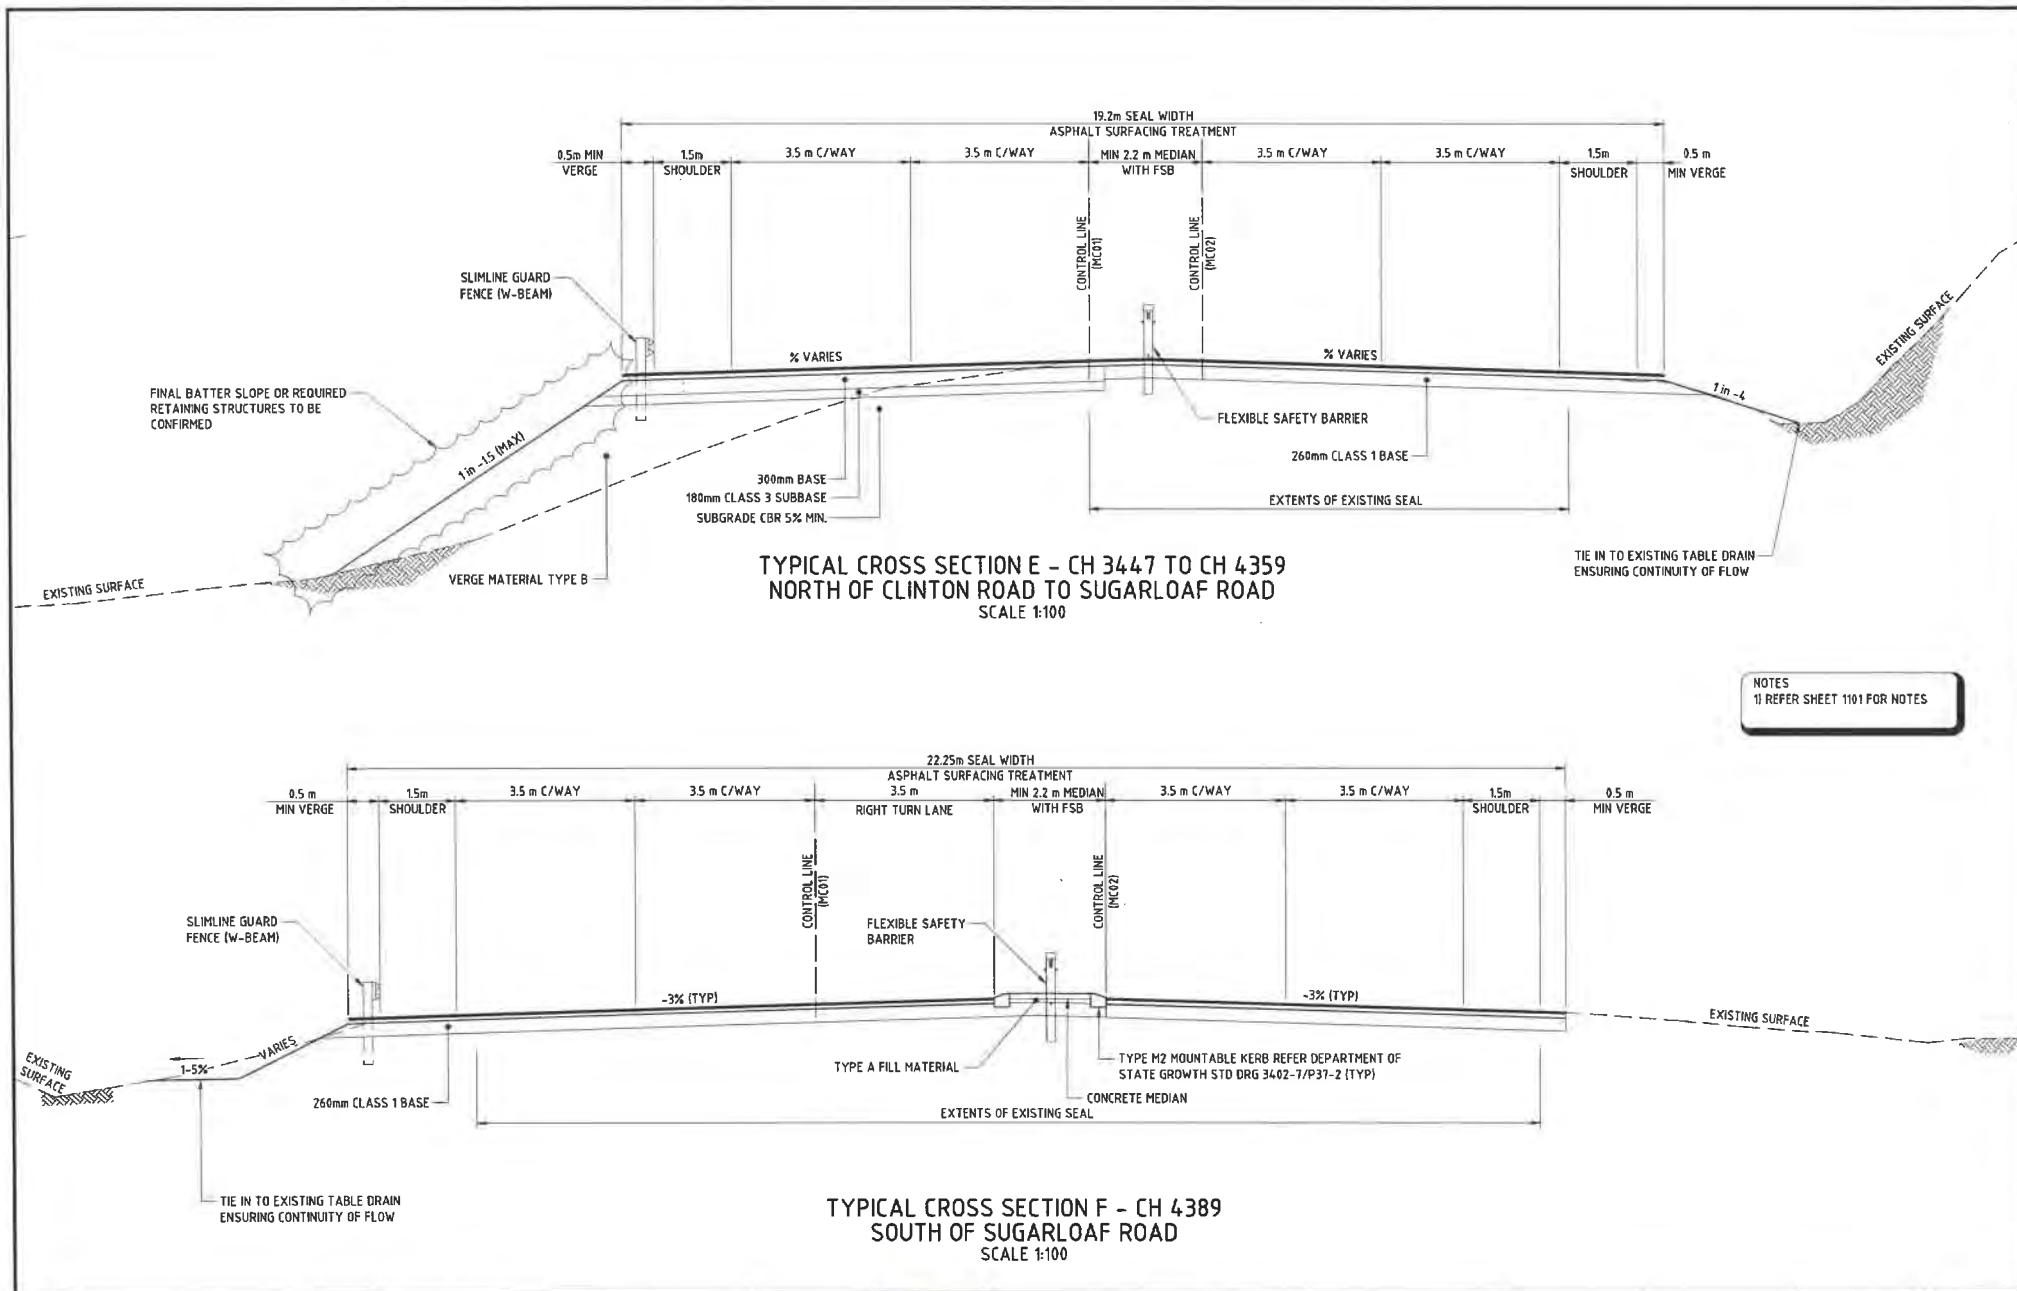 19.2m SEAL WIDTH
ASPHALT SURFACING TREATMENT
0.5m MIN
VERGE
1.5m
SHOULDER
3.5 m C/WAY
3.5 m C/WAY
MIN 2.2 m MEDIAN
WITH FSB
3.5 m C/WAY
3.5 m C/WAY
1.5m
SHOULDER
0.5 m
MIN VERGE
CONTROL LINE
(MC01)
CONTROL LINE
(MC02)
SLIMLINE GUARD
FENCE (W-BEAM)
% VARIES
% VARIES
EXISTING SURFACE
FINAL BATTER SLOPE OR REQUIRED
RETAINING STRUCTURES TO BE
CONFIRMED
1 in -1.5 (MAX)
1 in -4
FLEXIBLE SAFETY BARRIER
260mm CLASS 1 BASE
300mm BASE
180mm CLASS 3 SUBBASE
SUBGRADE CBR 5% MIN.
EXTENTS OF EXISTING SEAL
EXISTING SURFACE
VERGE MATERIAL TYPE B
TIE IN TO EXISTING TABLE DRAIN
ENSURING CONTINUITY OF FLOW
TYPICAL CROSS SECTION E - CH 3447 TO CH 4359
NORTH OF CLINTON ROAD TO SUGARLOAF ROAD
SCALE 1:100
NOTES
1) REFER SHEET 1101 FOR NOTES
22.25m SEAL WIDTH
ASPHALT SURFACING TREATMENT
0.5 m
MIN VERGE
1.5m
SHOULDER
3.5 m C/WAY
3.5 m C/WAY
3.5 m
RIGHT TURN LANE
MIN 2.2 m MEDIAN
WITH FSB
3.5 m C/WAY
3.5 m C/WAY
1.5m
SHOULDER
0.5 m
MIN VERGE
CONTROL LINE
(MC01)
CONTROL LINE
(MC02)
SLIMLINE GUARD
FENCE (W-BEAM)
FLEXIBLE SAFETY
BARRIER
-3% (TYP)
-3% (TYP)
EXISTING SURFACE
EXISTING
SURFACE
1-5%
VARIES
TYPE A FILL MATERIAL
TYPE M2 MOUNTABLE KERB REFER DEPARTMENT OF
STATE GROWTH STD DRG 3402-7/P37-2 (TYP)
CONCRETE MEDIAN
260mm CLASS 1 BASE
EXTENTS OF EXISTING SEAL
TIE IN TO EXISTING TABLE DRAIN
ENSURING CONTINUITY OF FLOW
TYPICAL CROSS SECTION F - CH 4389
SOUTH OF SUGARLOAF ROAD
SCALE 1:100